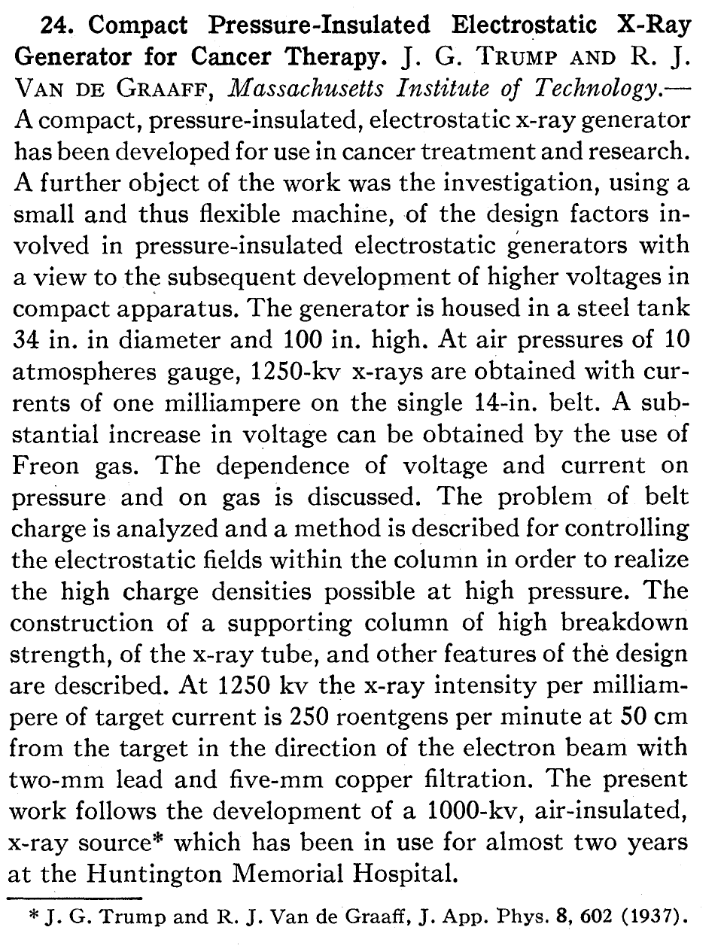 24. Compact Pressure-Insulated Electrostatic X-Ray
Generator for Cancer Therapy. J. G. TRUMP AND R. J.
VAN DE GRAAFF, Massachusetts Institute of Technology.—
A compact, pressure-insulated, electrostatic x-ray generator
has been developed for use in cancer treatment and research.
A further object of the work was the investigation, using a
small and thus flexible machine, of the design factors in-
volved in pressure-insulated electrostatic generators with
a view to the subsequent development of higher voltages in
compact apparatus. The generator is housed in a steel tank
34 in. in diameter and 100 in. high. At air pressures of 10
atmospheres gauge, 1250-kv x-rays are obtained with cur-
rents of one milliampere on the single 14-in. belt. A sub-
stantial increase in voltage can be obtained by the use of
Freon gas. The dependence of voltage and current on
pressure and on gas is discussed. The problem of belt
charge is analyzed and a method is described for controlling
the electrostatic fields within the column in order to realize
the high charge densities possible at high pressure. The
construction of a supporting column of high breakdown
strength, of the x-ray tube, and other features of the design
are described. At 1250 kv the x-ray intensity per milliam-
pere of target current is 250 roentgens per minute at 50 cm
from the target in the direction of the electron beam with
two-mm lead and five-mm copper filtration. The present
work follows the development of a 1000-kv, air-insulated,
x-ray source* which has been in use for almost two years
at the Huntington Memorial Hospital.
* J. G. Trump and R. J. Van de Graaff, J. App. Phys. 8, 602 (1937).